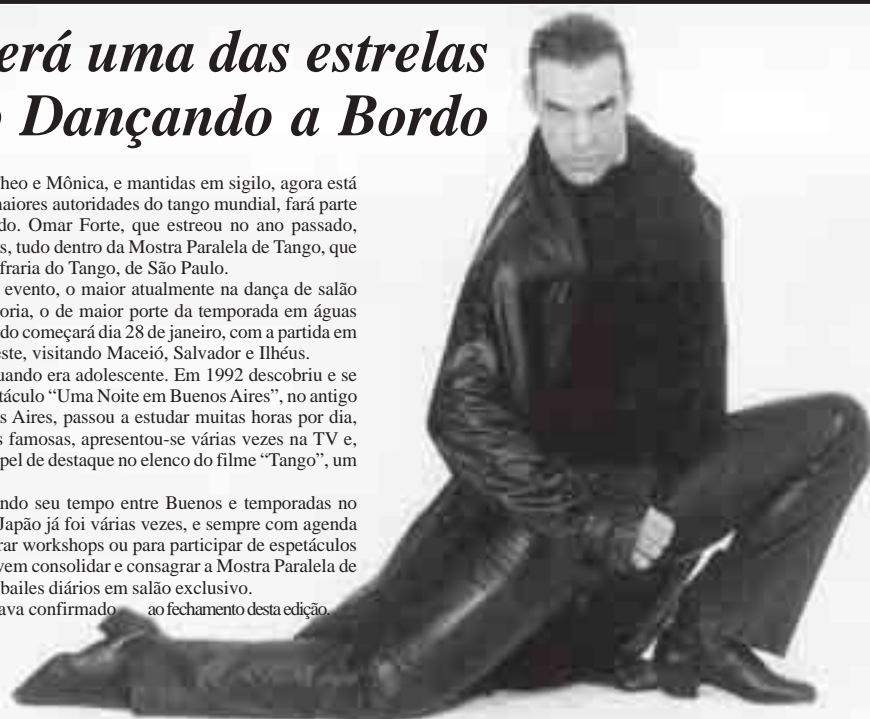 erá uma das estrelas
o Dançando a Bordo
heo e Mônica, e mantidas em sigilo, agora está
naiores autoridades do tango mundial, fará parte
do. Omar Forte, que estreou no ano passado,
s, tudo dentro da Mostra Paralela de Tango, que
fraria do Tango, de São Paulo.
evento, o maior atualmente na dança de salão
oria, o de maior porte da temporada em águas
rdo começará dia 28 de janeiro, com a partida em
este, visitando Maceió, Salvador e Ilhéus.
uando era adolescente. Em 1992 descobriu e se
táculo “Uma Noite em Buenos Aires”, no antigo
s Aires, passou a estudar muitas horas por dia,
s famosas, apresentou-se várias vezes na TV e,
pel de destaque no elenco do filme “Tango”, um
ndo seu tempo entre Buenos e temporadas no
Japão já foi várias vezes, e sempre com agenda
rar workshops ou para participar de espetáculos
vem consolidar e consagrar a Mostra Paralela de
bailes diários em salão exclusivo.
ava confirmado ao fechamento desta edição.